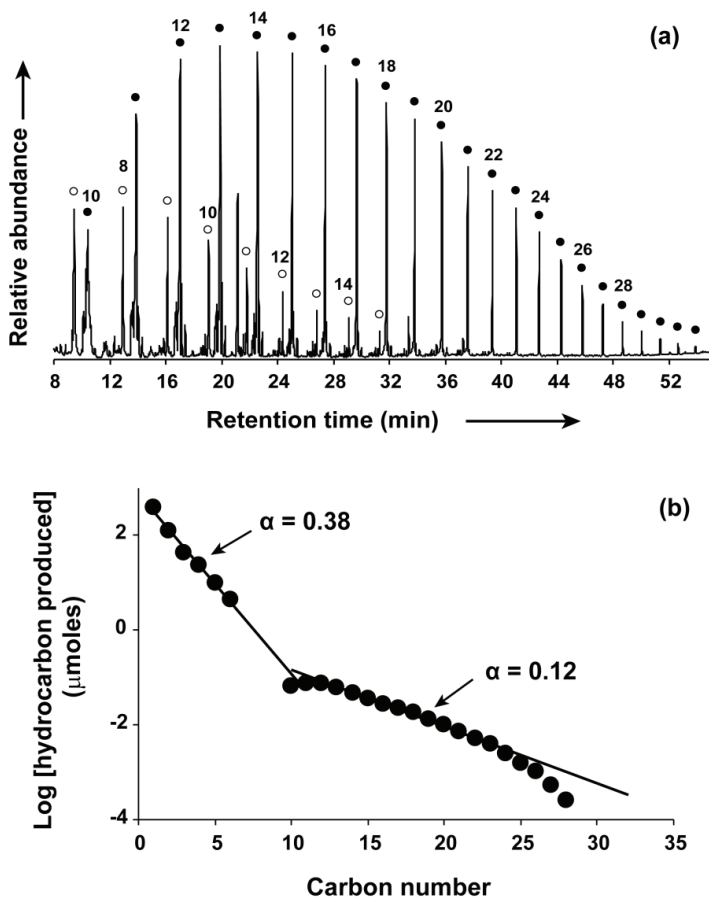 (a)
12
14
16
18
20
22
24
26
28
8
10
10
12
14
Relative abundance
8 12 16 20 24 28 32 36 40 44 48 52
Retention time (min)
(b)
Log [hydrocarbon produced]
(μmoles)
2
0
-2
-4
α = 0.38
α = 0.12
0 5 10 15 20 25 30 35
Carbon number